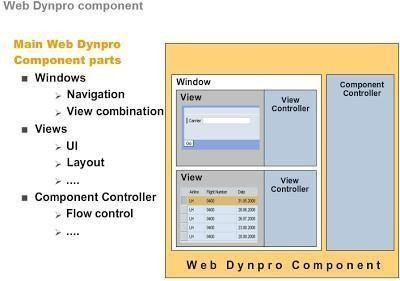 Web Dynpro component
Main Web Dynpro
Component parts
Windows
Navigation
View combination
Views
UI
Layout
....
Component Controller
Flow control
....
Window
View
Carrier
Go
View
Controller
View
Airline Flight Number Date
LH 0400
LH 0400
LH 0400
LH 0400
LH 0400
View
Controller
Component
Controller
Web Dynpro Component